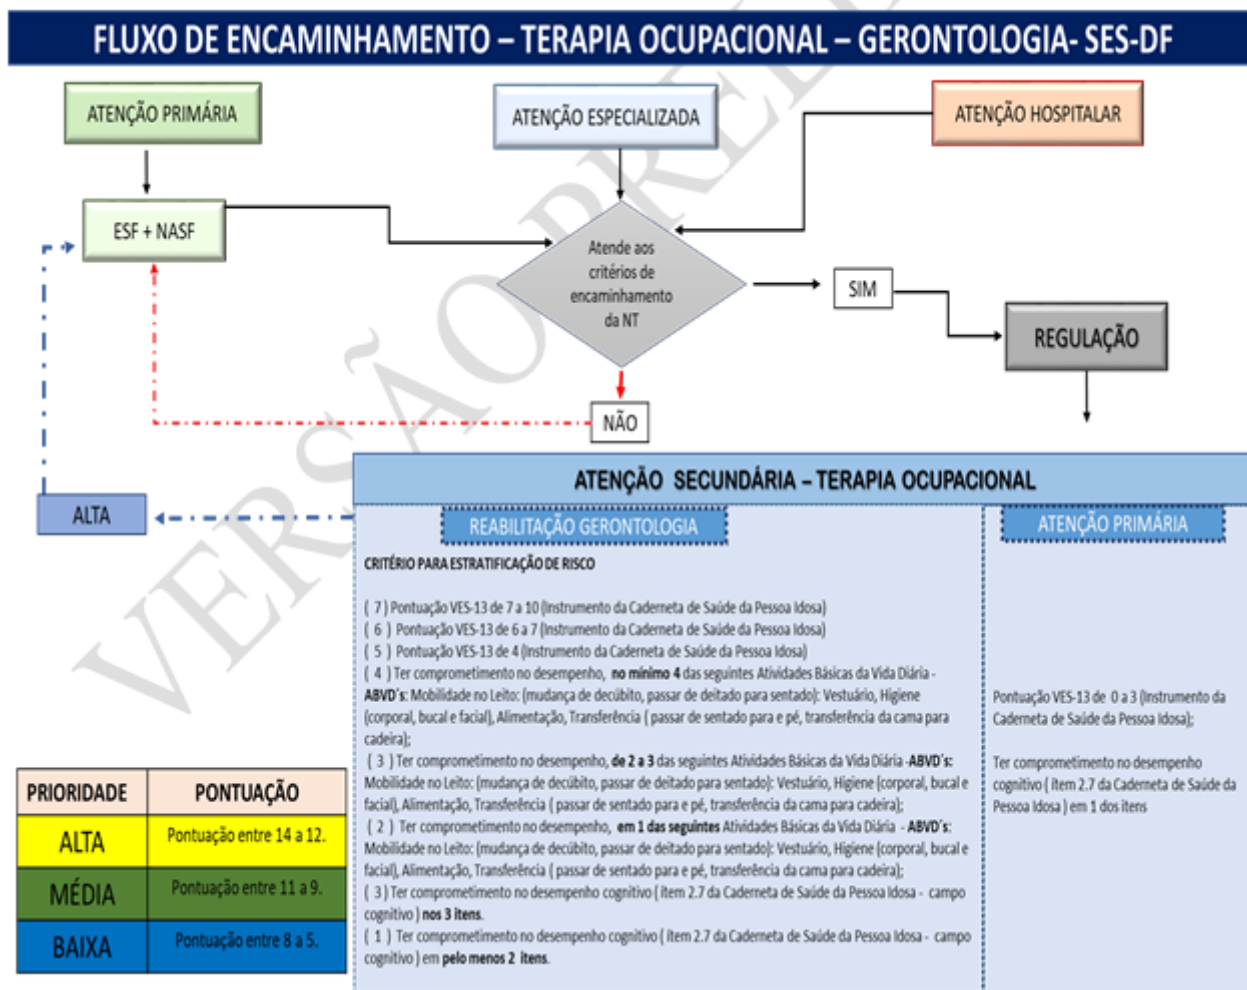 FLUXO DE ENCAMINHAMENTO – TERAPIA OCUPACIONAL – GERONTOLOGIA- SES-DF
ATENÇÃO PRIMÁRIA
ATENÇÃO ESPECIALIZADA
ATENÇÃO HOSPITALAR
ESF + NASF
Atende aos
critérios de
encaminhamento
da NT
SIM
REGULAÇÃO
NÃO
ALTA
ATENÇÃO SECUNDÁRIA – TERAPIA OCUPACIONAL
REABILITAÇÃO GERONTOLOGIA
CRITÉRIO PARA ESTRATIFICAÇÃO DE RISCO
( 7 ) Pontuação VES-13 de 7 a 10 (Instrumento da Caderneta de Saúde da Pessoa Idosa)
( 6 ) Pontuação VES-13 de 6 a 7 (Instrumento da Caderneta de Saúde da Pessoa Idosa)
( 5 ) Pontuação VES-13 de 4 (Instrumento da Caderneta de Saúde da Pessoa Idosa)
( 4 ) Ter comprometimento no desempenho, no mínimo 4 das seguintes Atividades Básicas da Vida Diária -
ABVD´s: Mobilidade no Leito: (mudança de decúbito, passar de deitado para sentado): Vestuário, Higiene
(corporal, bucal e facial), Alimentação, Transferência ( passar de sentado para e pé, transferência da cama para
cadeira);
( 3 ) Ter comprometimento no desempenho, de 2 a 3 das seguintes Atividades Básicas da Vida Diária -ABVD´s:
Mobilidade no Leito: (mudança de decúbito, passar de deitado para sentado): Vestuário, Higiene (corporal, bucal e
facial), Alimentação, Transferência ( passar de sentado para e pé, transferência da cama para cadeira);
( 2 ) Ter comprometimento no desempenho, em 1 das seguintes Atividades Básicas da Vida Diária - ABVD´s:
Mobilidade no Leito: (mudança de decúbito, passar de deitado para sentado): Vestuário, Higiene (corporal, bucal e
facial), Alimentação, Transferência ( passar de sentado para e pé, transferência da cama para cadeira);
( 3 ) Ter comprometimento no desempenho cognitivo ( ítem 2.7 da Caderneta de Saúde da Pessoa Idosa - campo
cognitivo ) nos 3 itens.
( 1 ) Ter comprometimento no desempenho cognitivo ( ítem 2.7 da Caderneta de Saúde da Pessoa Idosa - campo
cognitivo ) em pelo menos 2 itens.
ATENÇÃO PRIMÁRIA
Pontuação VES-13 de 0 a 3 (Instrumento da
Caderneta de Saúde da Pessoa Idosa);
Ter comprometimento no desempenho
cognitivo ( ítem 2.7 da Caderneta de Saúde da
Pessoa Idosa ) em 1 dos itens
PRIORIDADE PONTUAÇÃO
ALTA Pontuação entre 14 a 12.
MÉDIA Pontuação entre 11 a 9.
BAIXA Pontuação entre 8 a 5.
VERSÃO